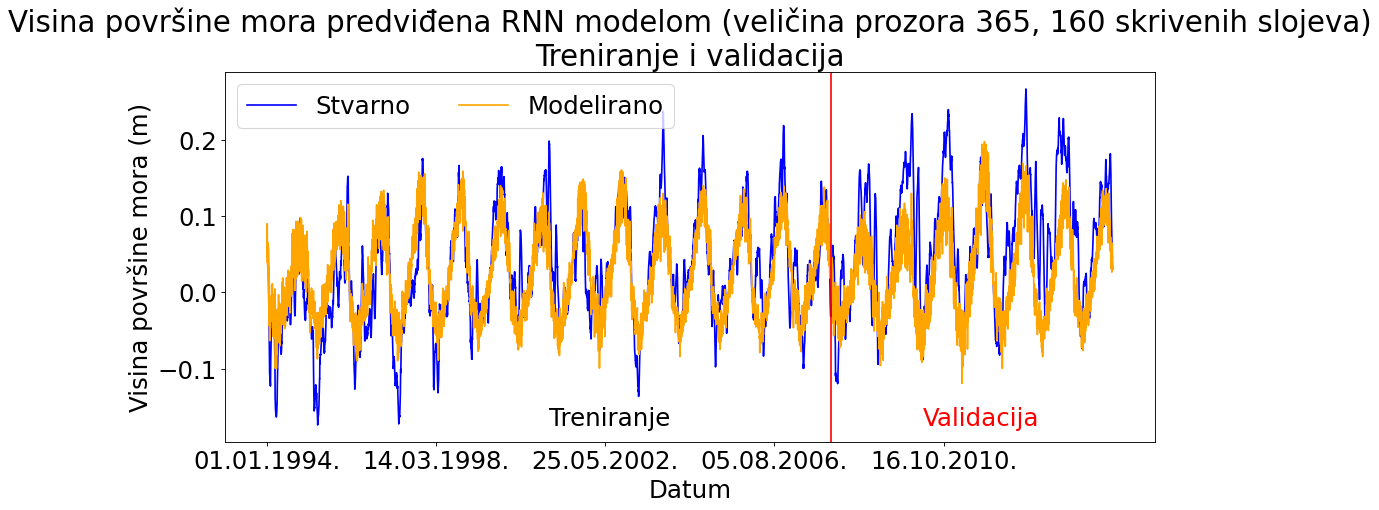 Visina površine mora predviđena RNN modelom (veličina prozora 365, 160 skrivenih slojeva)
Treniranje i validacija
Stvarno
Modelirano
Visina površine mora (m)
0.2
0.1
0.0
−0.1
Treniranje
Validacija
01.01.1994.
14.03.1998.
25.05.2002.
05.08.2006.
16.10.2010.
Datum